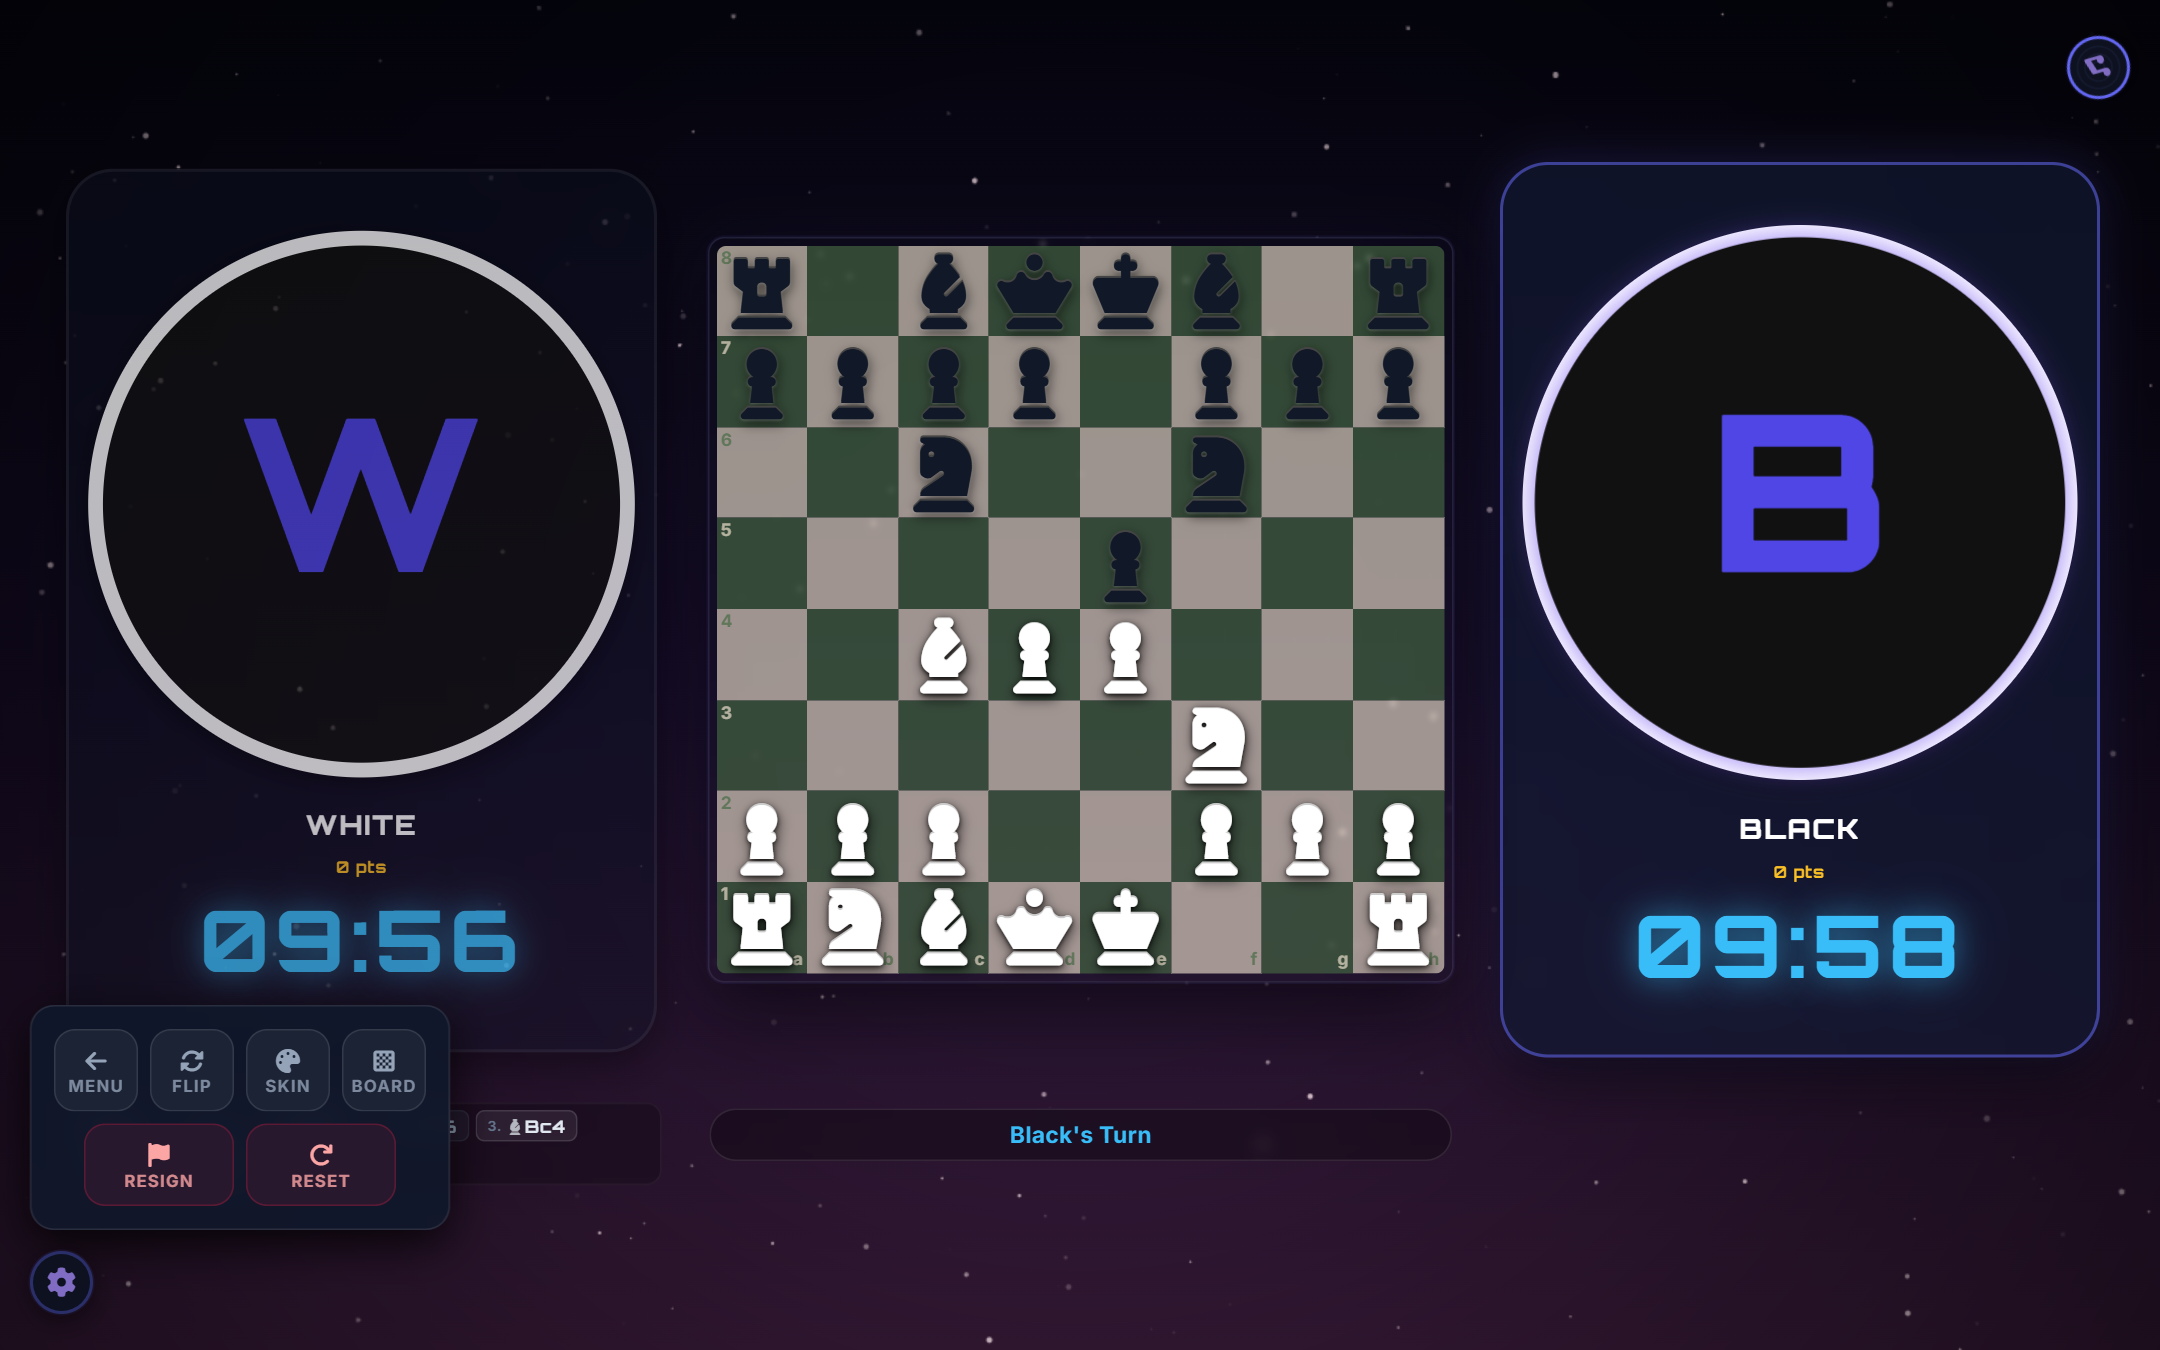 W
WHITE
0 pts
09:56
8
7
6
5
4
3
2
1
a b c d e f g h
B
BLACK
0 pts
09:58
MENU FLIP SKIN BOARD
RESIGN RESET
3. Bc4
Black's Turn